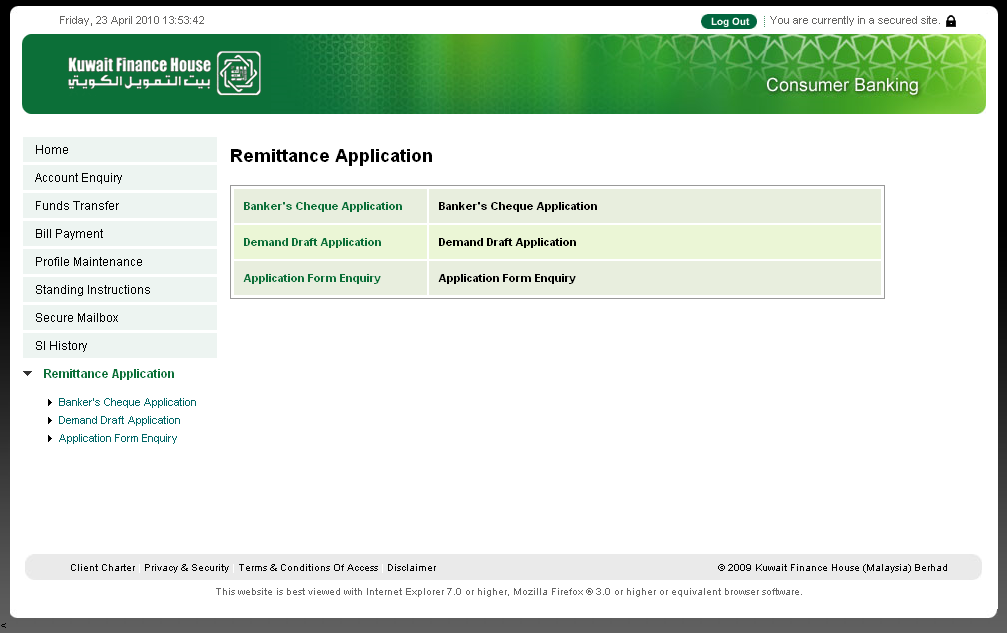 Friday, 23 April 2010 13:53:42
Log Out
You are currently in a secured site.
Kuwait Finance House
بيت التمويل الكويتي
Consumer Banking
Home
Account Enquiry
Funds Transfer
Bill Payment
Profile Maintenance
Standing Instructions
Secure Mailbox
SI History
Remittance Application
Banker's Cheque Application
Demand Draft Application
Application Form Enquiry
Remittance Application
Banker's Cheque Application Banker's Cheque Application
Demand Draft Application Demand Draft Application
Application Form Enquiry Application Form Enquiry
Client Charter Privacy & Security Terms & Conditions Of Access Disclaimer
© 2009 Kuwait Finance House (Malaysia) Berhad
This website is best viewed with Internet Explorer 7.0 or higher, Mozilla Firefox ® 3.0 or higher or equivalent browser software.
<